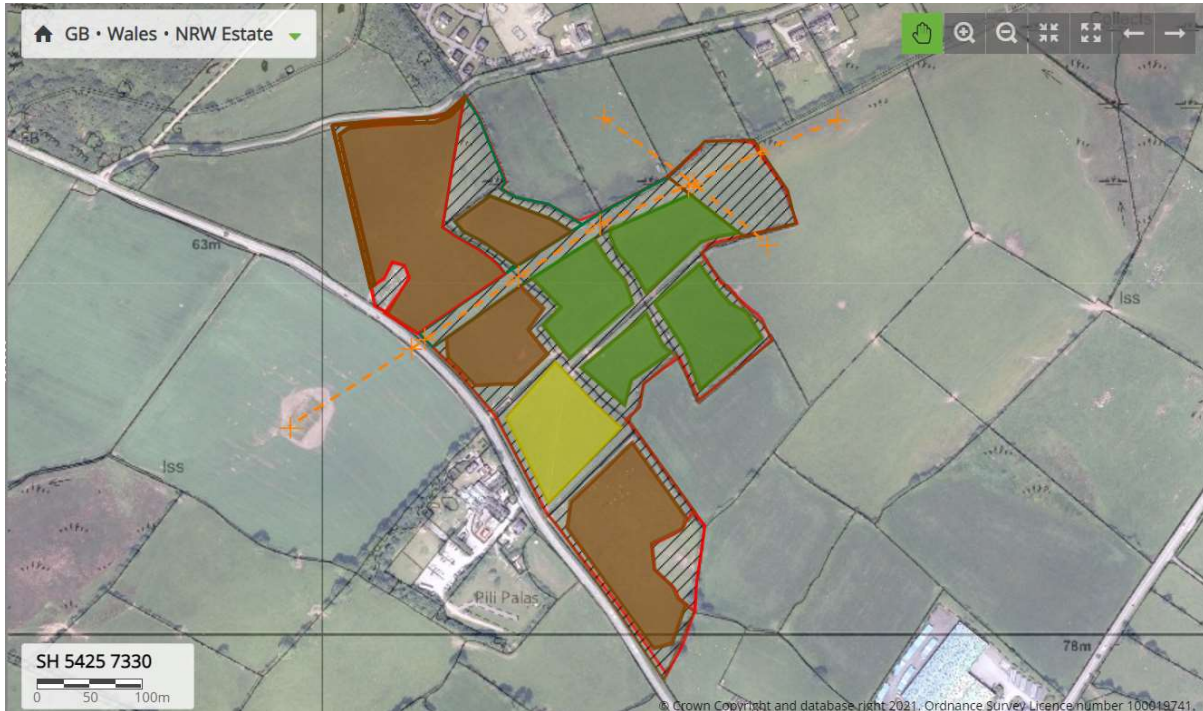 GB • Wales • NRW Estate
Collects
63m
Iss
Iss
Pili Palas
78m
SH 5425 7330
0 50 100m
© Crown Copyright and database right 2021. Ordnance Survey Licence number 100019741.